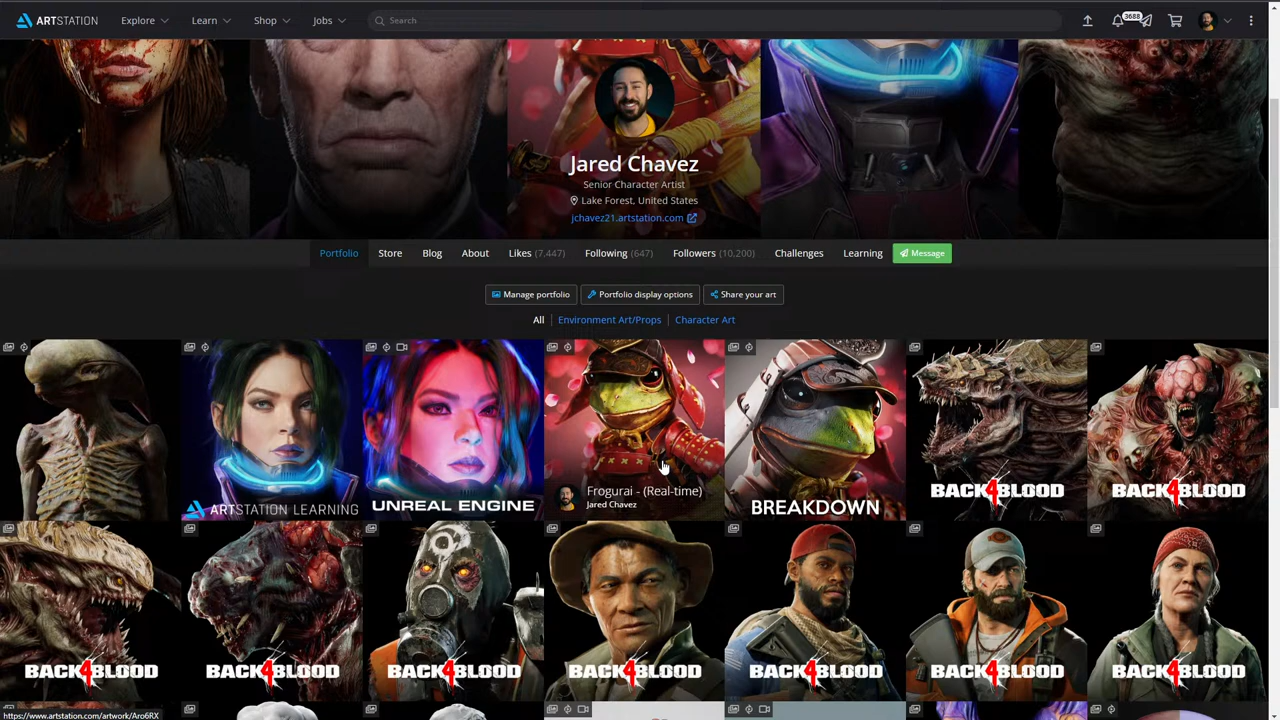 ARTSTATION
Explore
Learn
Shop
Jobs
Search
3688
Jared Chavez
Senior Character Artist
Lake Forest, United States
jchavez21.artstation.com
Portfolio
Store
Blog
About
Likes (7,447)
Following (647)
Followers (10,200)
Challenges
Learning
Message
Manage portfolio
Portfolio display options
Share your art
All
Environment Art/Props
Character Art
ARTSTATION LEARNING
UNREAL ENGINE
Frogurai - (Real-time)
Jared Chavez
BREAKDOWN
BACK4BLOOD
BACK4BLOOD
BACK4BLOOD
BACK4BLOOD
BACK4BLOOD
BACK4BLOOD
BACK4BLOOD
BACK4BLOOD
BACK4BLOOD
https://www.artstation.com/artwork/Aro6RX